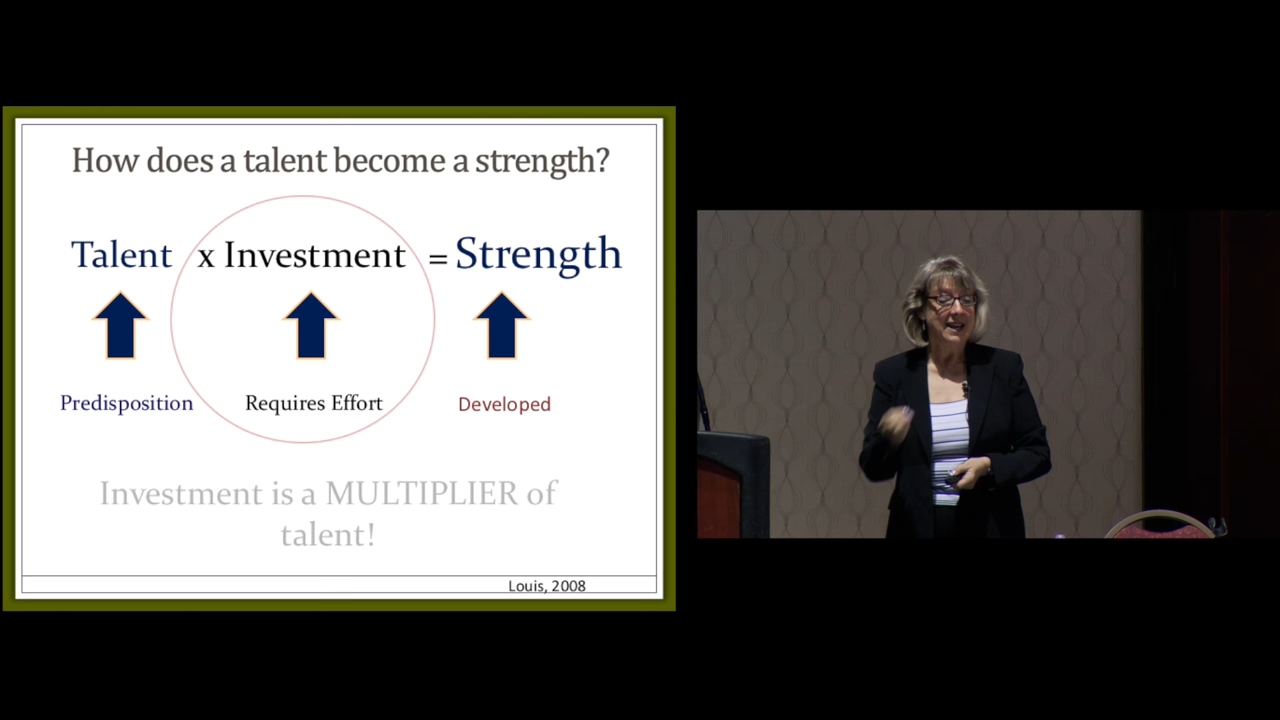 How does a talent become a strength?
Talent x Investment = Strength
Predisposition Requires Effort Developed
Investment is a MULTIPLIER of
talent!
Louis, 2008